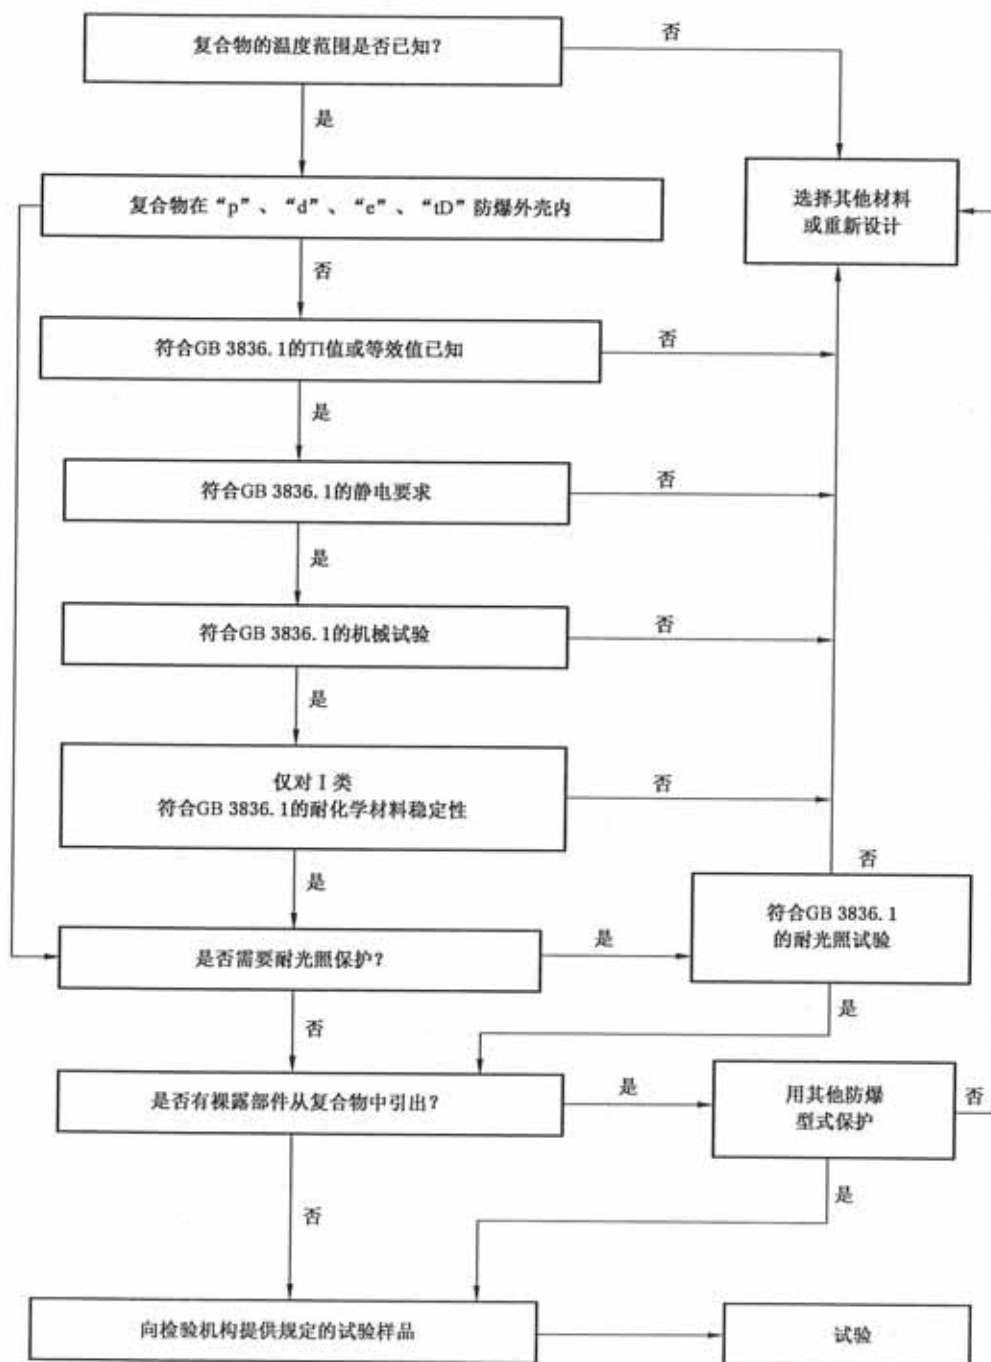 复合物的温度范围是否已知？
否
是
复合物在“p”、“d”、“e”、“tD”防爆外壳内
选择其他材料
或重新设计
否
符合GB 3836.1的TI值或等效值已知
否
是
符合GB 3836.1的静电要求
否
是
符合GB 3836.1的机械试验
否
是
仅对Ⅰ类
符合GB 3836.1的耐化学材料稳定性
否
是
否
符合GB 3836.1
的耐光照试验
是否需要耐光照保护？
是
否
是
是否有裸露部件从复合物中引出？
是
用其他防爆
型式保护
否
否
是
向检验机构提供规定的试验样品
试验